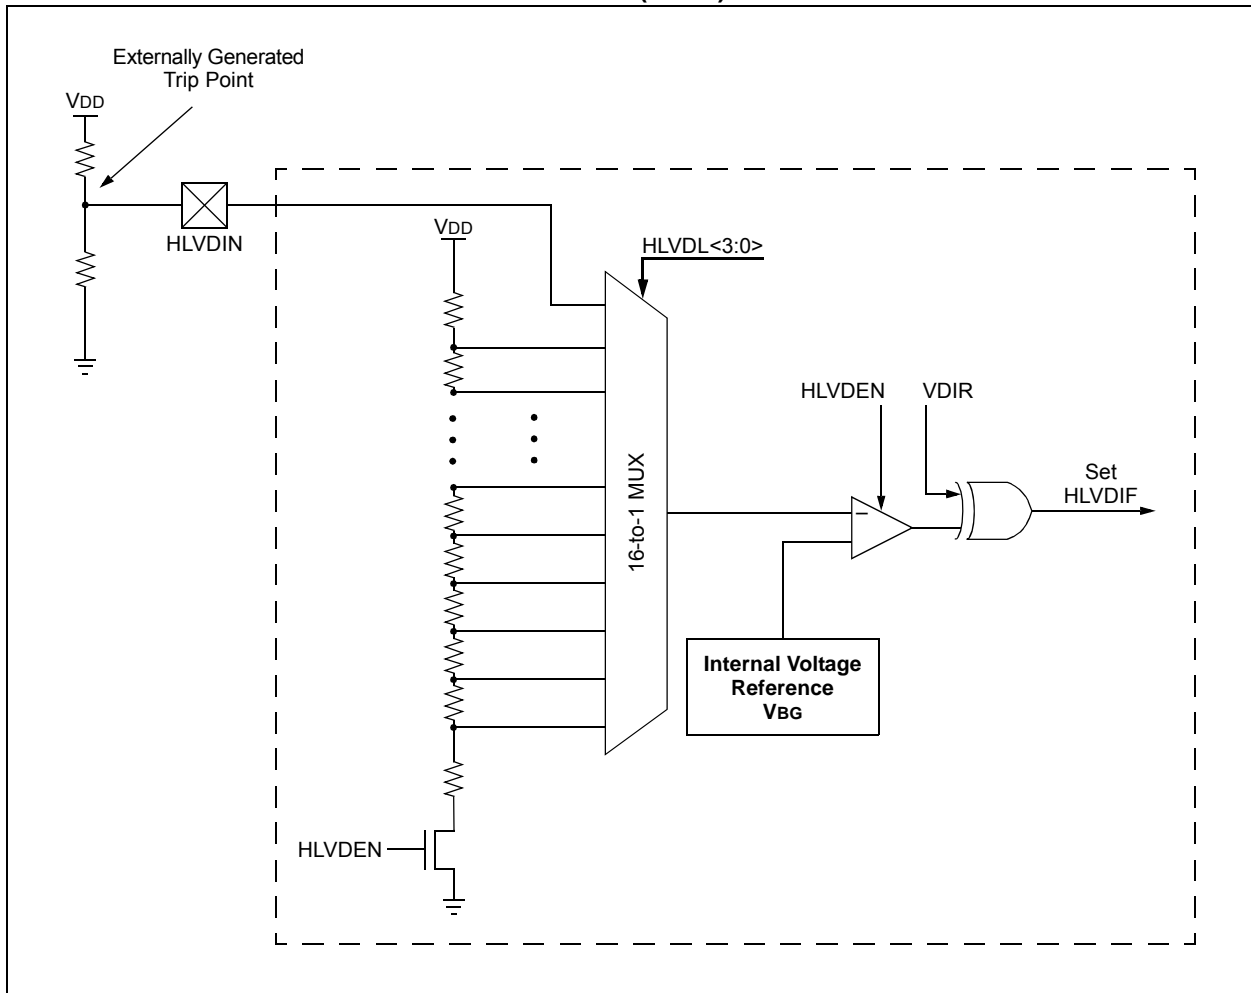 Externally Generated
Trip Point
VDD
HLVDIN
VDD
HLVDL<3:0>
16-to-1 MUX
HLVDEN
VDIR
Set
HLVDIF
–
Internal Voltage
Reference
VBG
HLVDEN